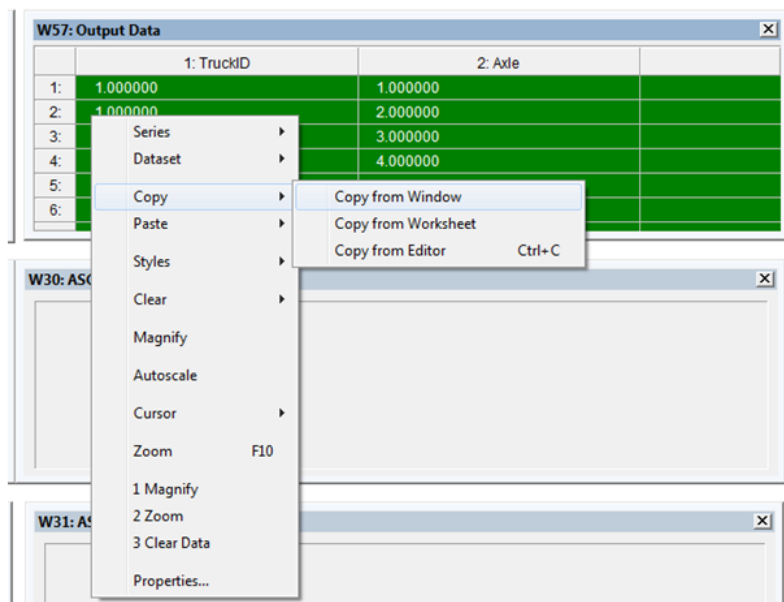 W57: Output Data
1: TruckID 2: Axle
1: 1.000000 1.000000
2: 1.000000 2.000000
3: 3.000000
4: 4.000000
5:
6:
Series
Dataset
Copy
Copy from Window
Paste
Copy from Worksheet
Copy from Editor Ctrl+C
Styles
W30: ASC
Clear
Magnify
Autoscale
Cursor
Zoom F10
1 Magnify
2 Zoom
W31: AS
3 Clear Data
Properties...